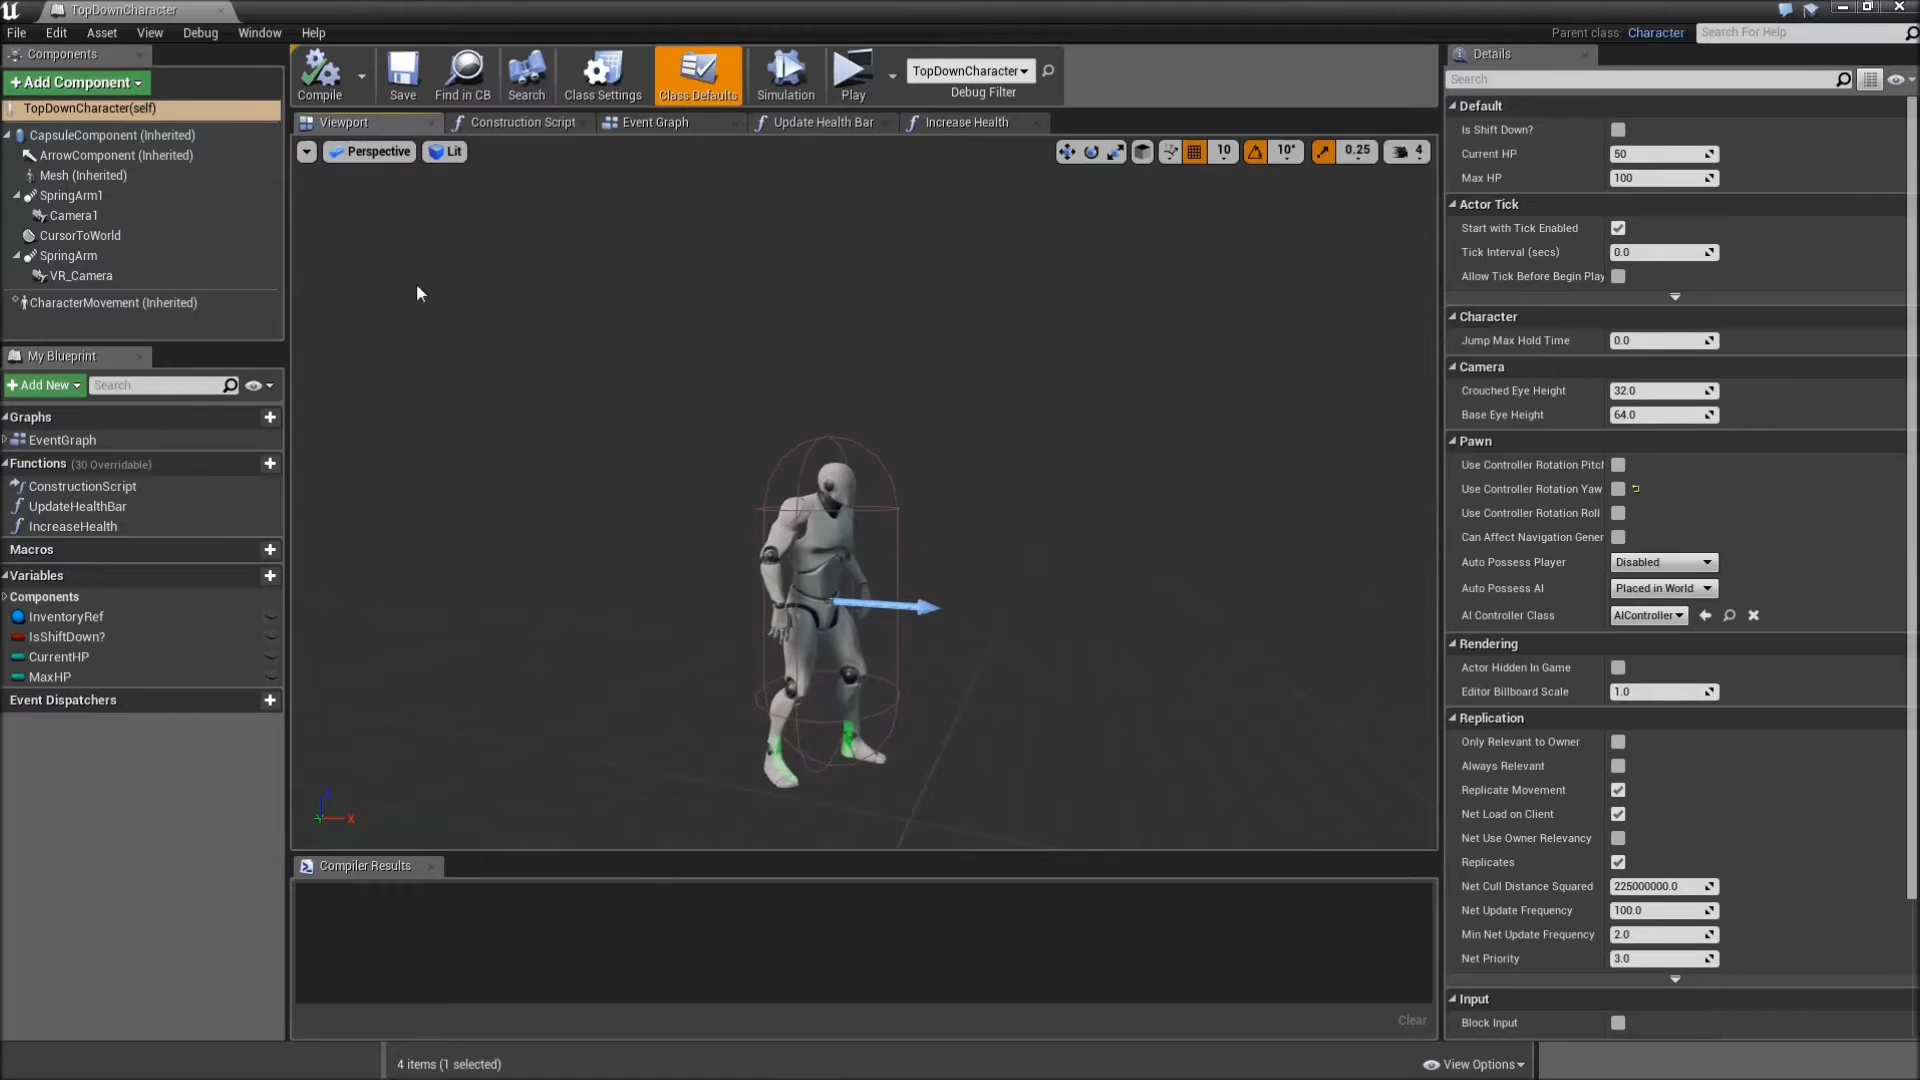 TopDownCharacter
File Edit Asset View Debug Window Help
Parent class: Character
Search For Help
Components
+Add Component
TopDownCharacter(self)
CapsuleComponent (Inherited)
ArrowComponent (Inherited)
Mesh (Inherited)
SpringArm1
Camera1
CursorToWorld
SpringArm
VR_Camera
CharacterMovement (Inherited)
My Blueprint
+Add New
Search
Graphs
EventGraph
Functions (30 Overridable)
ConstructionScript
UpdateHealthBar
IncreaseHealth
Macros
Variables
Components
InventoryRef
IsShiftDown?
CurrentHP
MaxHP
Event Dispatchers
Compile
Save
Find in CB
Search
Class Settings
Class Defaults
Simulation
Play
TopDownCharacter
Debug Filter
Viewport
Construction Script
Event Graph
Update Health Bar
Increase Health
Perspective
Lit
10
10°
0.25
4
X
Compiler Results
Clear
4 items (1 selected)
View Options
Details
Search
Default
Is Shift Down?
Current HP 50
Max HP 100
Actor Tick
Start with Tick Enabled
Tick Interval (secs) 0.0
Allow Tick Before Begin Play
Character
Jump Max Hold Time 0.0
Camera
Crouched Eye Height 32.0
Base Eye Height 64.0
Pawn
Use Controller Rotation Pitch
Use Controller Rotation Yaw
Use Controller Rotation Roll
Can Affect Navigation Gener
Auto Possess Player Disabled
Auto Possess AI Placed in World
AI Controller Class AIController
Rendering
Actor Hidden In Game
Editor Billboard Scale 1.0
Replication
Only Relevant to Owner
Always Relevant
Replicate Movement
Net Load on Client
Net Use Owner Relevancy
Replicates
Net Cull Distance Squared 225000000.0
Net Update Frequency 100.0
Min Net Update Frequency 2.0
Net Priority 3.0
Input
Block Input